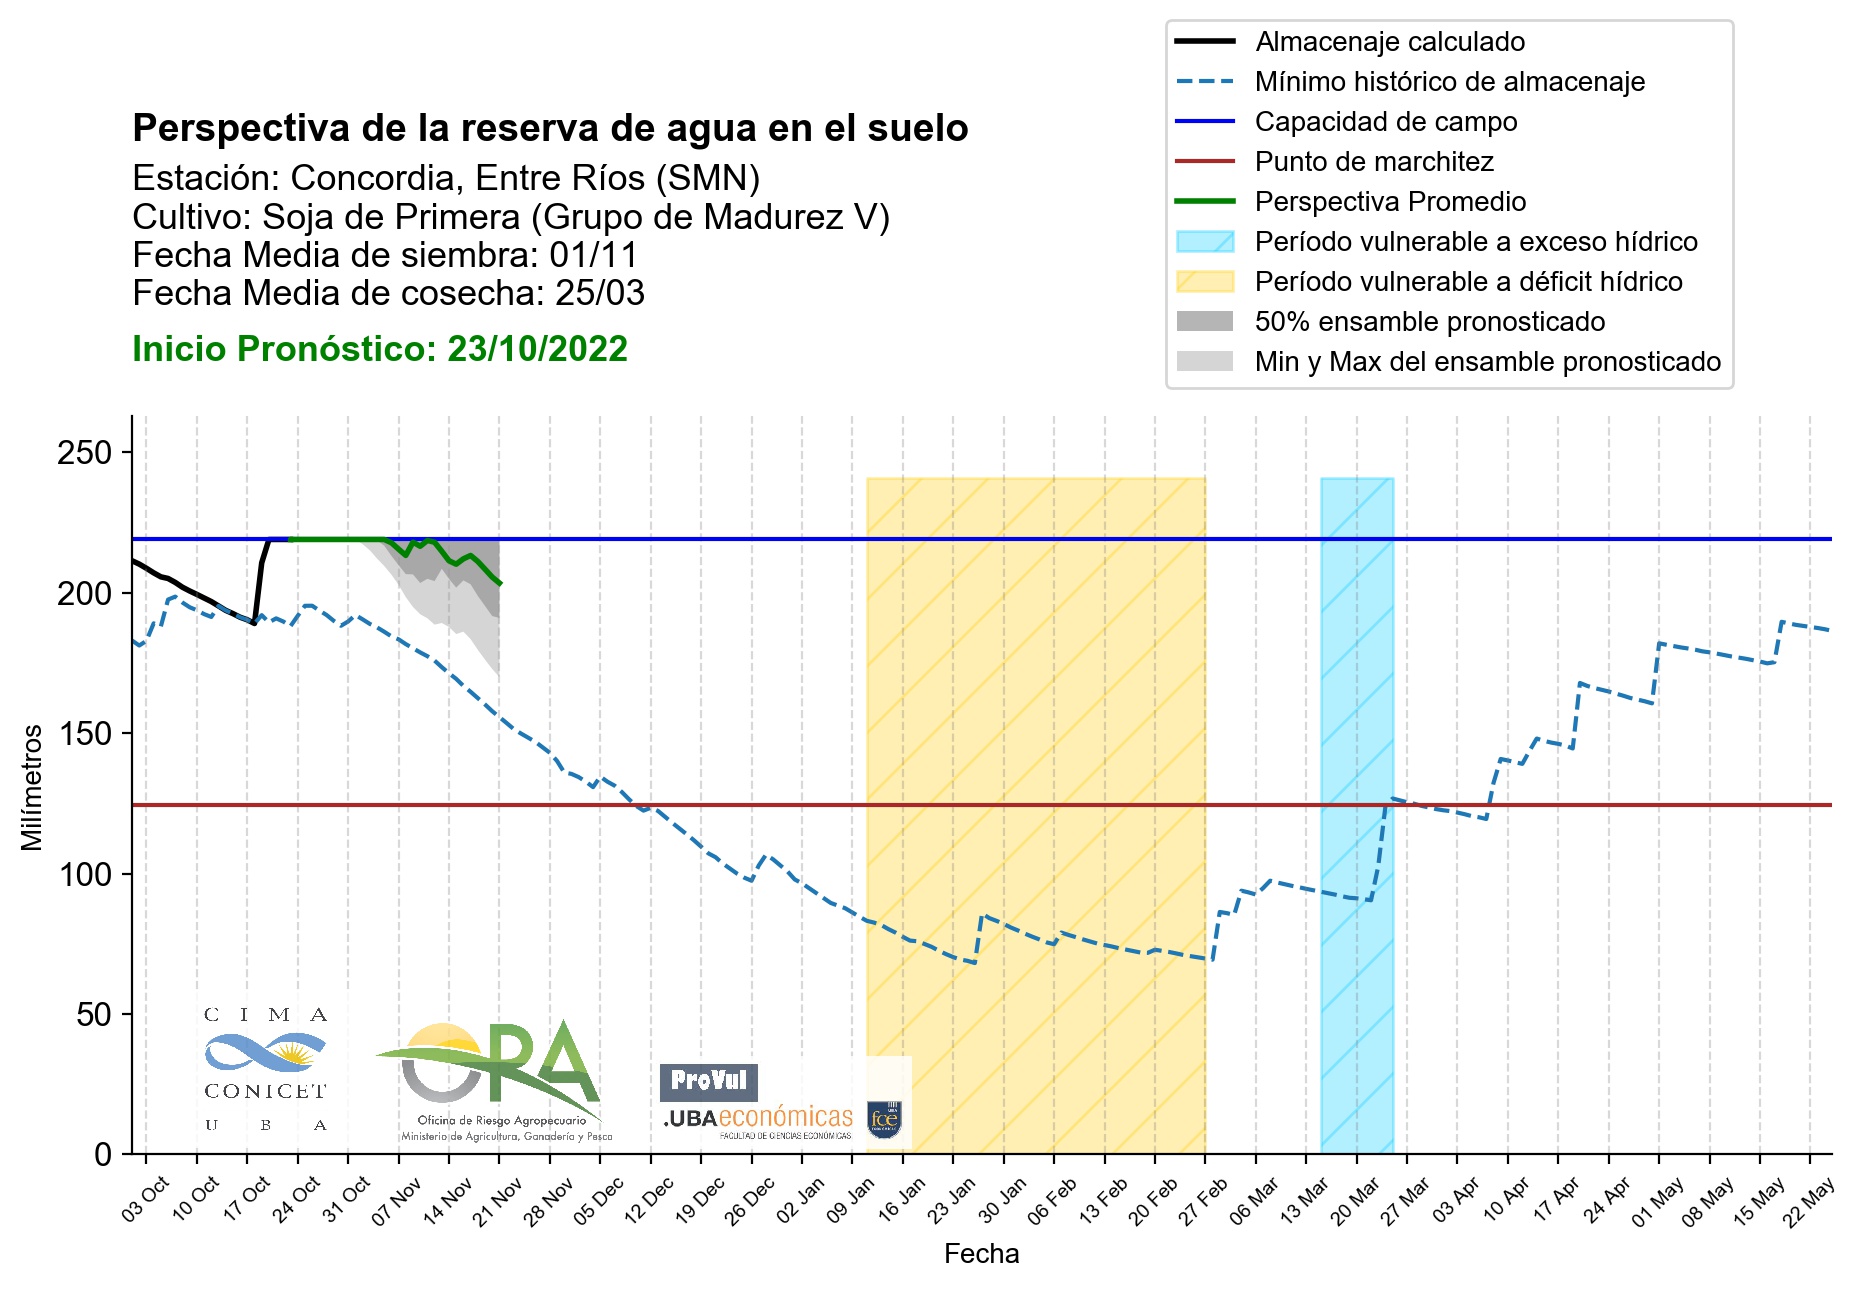 Almacenaje calculado
Mínimo histórico de almacenaje
Capacidad de campo
Punto de marchitez
Perspectiva Promedio
Período vulnerable a exceso hídrico
Período vulnerable a déficit hídrico
50% ensamble pronosticado
Min y Max del ensamble pronosticado
Perspectiva de la reserva de agua en el suelo
Estación: Concordia, Entre Ríos (SMN)
Cultivo: Soja de Primera (Grupo de Madurez V)
Fecha Media de siembra: 01/11
Fecha Media de cosecha: 25/03
Inicio Pronóstico: 23/10/2022
250
200
150
100
50
0
Milímetros
CIMA
CONICET
UBA
ORA
Oficina de Riesgo Agropecuario
Ministerio de Agricultura, Ganadería y Pesca
ProVul
.UBAeconómicas
FACULTAD DE CIENCIAS ECONÓMICAS
UBA
fce
ECONÓMICAS
03 Oct
10 Oct
17 Oct
24 Oct
31 Oct
07 Nov
14 Nov
21 Nov
28 Nov
05 Dec
12 Dec
19 Dec
26 Dec
02 Jan
09 Jan
16 Jan
23 Jan
30 Jan
06 Feb
13 Feb
20 Feb
27 Feb
06 Mar
13 Mar
20 Mar
27 Mar
03 Apr
10 Apr
17 Apr
24 Apr
01 May
08 May
15 May
22 May
Fecha